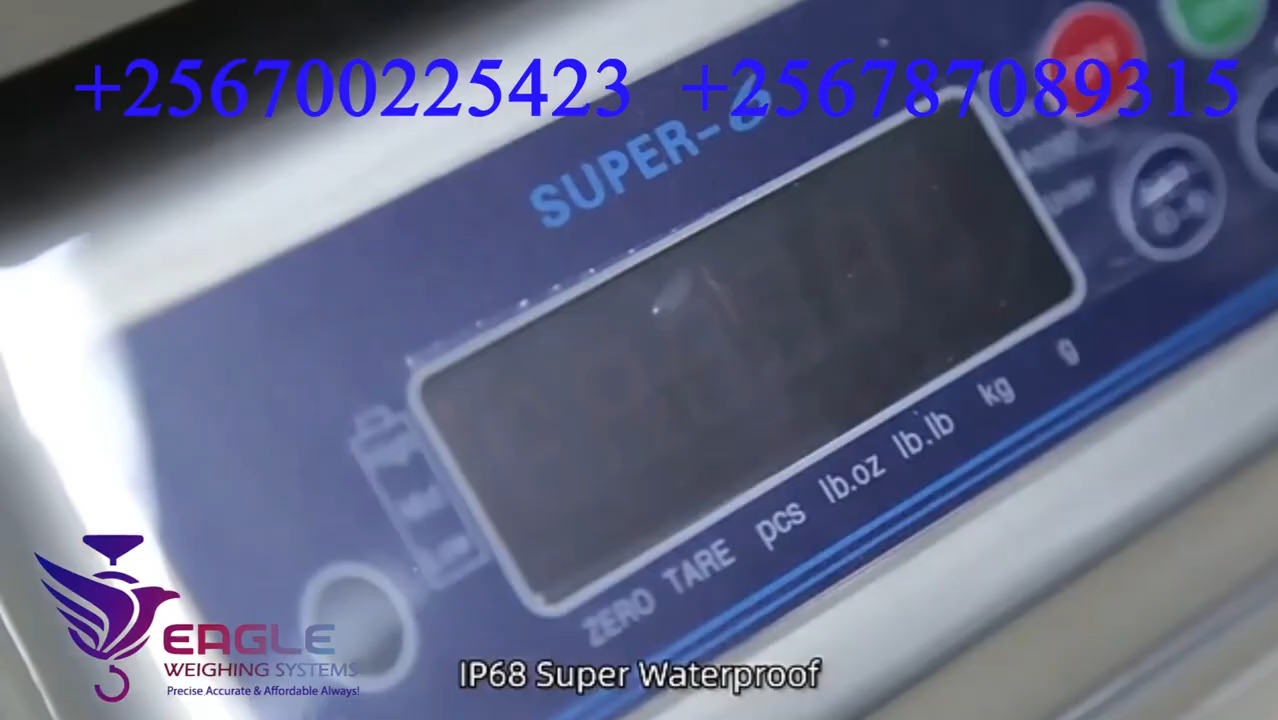 +256700225423 +256787089315
SUPER-6
g
kg
lb.lb
lb.oz
pcs
TARE
ZERO
EAGLE
WEIGHING SYSTEMS
Precise Accurate & Affordable Always!
IP68 Super Waterproof